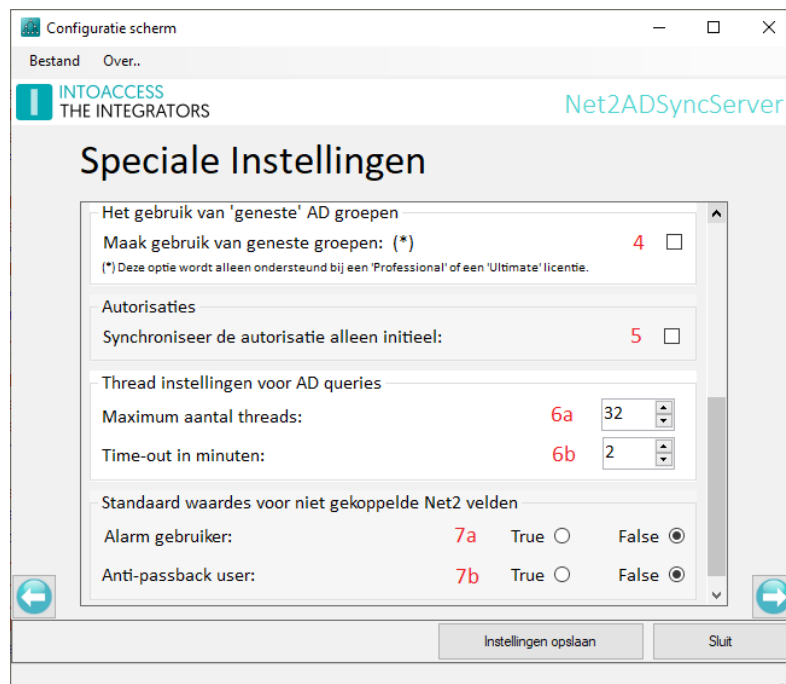 Configuratie scherm
Bestand Over..
INTOACCESS
THE INTEGRATORS
Net2ADSyncServer
Speciale Instellingen
Het gebruik van 'geneste' AD groepen
Maak gebruik van geneste groepen: (*) 4
(*) Deze optie wordt alleen ondersteund bij een 'Professional' of een 'Ultimate' licentie.
Autorisaties
Synchroniseer de autorisatie alleen initieel: 5
Thread instellingen voor AD queries
Maximum aantal threads: 6a 32
Time-out in minuten: 6b 2
Standaard waardes voor niet gekoppelde Net2 velden
Alarm gebruiker: 7a True False
Anti-passback user: 7b True False
Instellingen opslaan Sluit